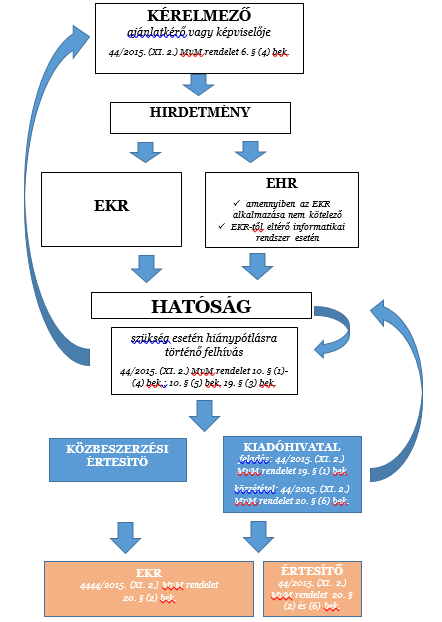 KÉRELMEZŐ
ajánlatkérő vagy képviselője
44/2015. (XI. 2.) MvM rendelet 6. § (4) bek.
HIRDETMÉNY
EKR
EHR
✓ amennyiben az EKR
alkalmazása nem kötelező
✓ EKR-től eltérő informatikai
rendszer esetén
HATÓSÁG
szükség esetén hiánypótlásra
történő felhívás
44/2015. (XI. 2.) MvM rendelet 10. § (1)-
(4) bek.; 10. § (5) bek. 19. § (3) bek.
KÖZBESZERZÉSI
ÉRTESÍTŐ
KIADÓHIVATAL
feladás: 44/2015. (XI. 2.)
MvM rendelet 19. § (1) bek.
közzététel: 44/2015. (XI. 2.)
MvM rendelet 20. § (6) bek.
EKR
4444/2015. (XI. 2.) MvM rendelet
20. § (2) bek.
ÉRTESÍTŐ
44/2015. (XI. 2.)
MvM rendelet 20. §
(2) és (6) bek.